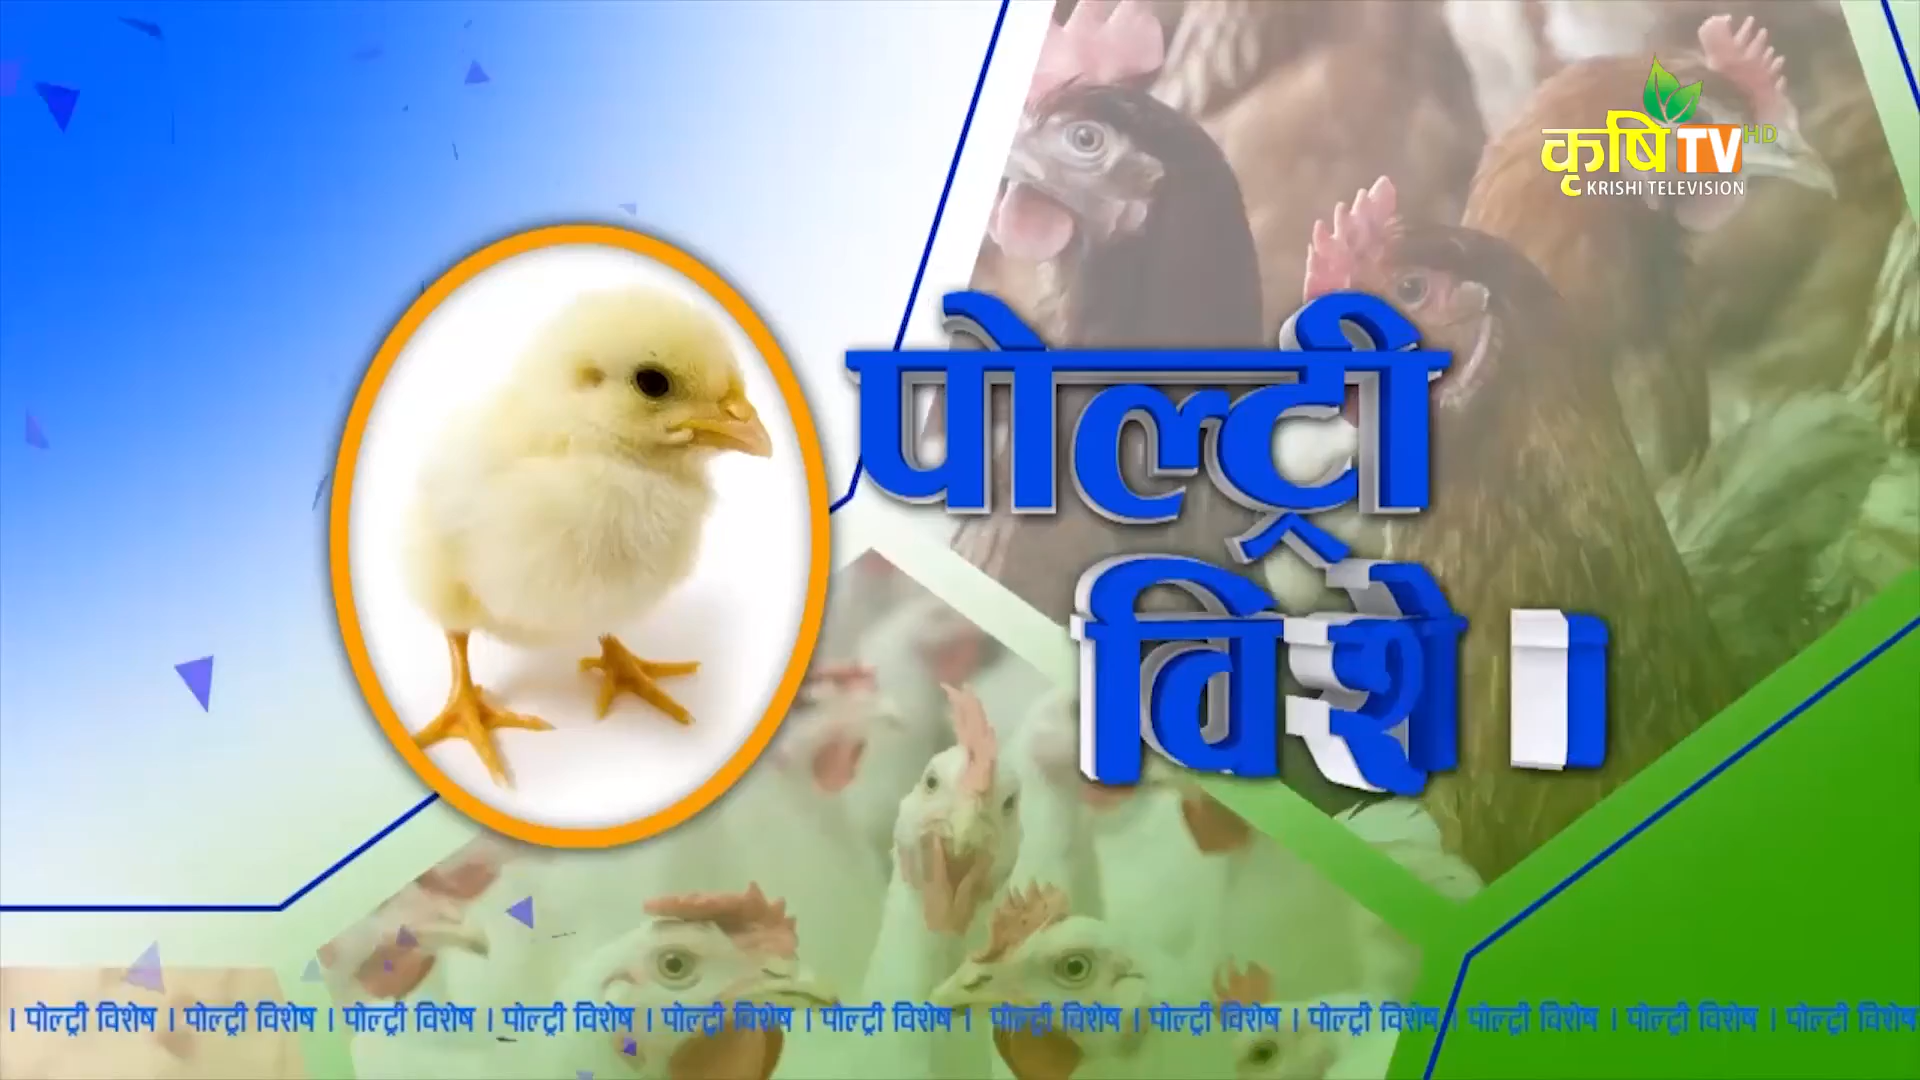 कृषि TV HD
KRISHI TELEVISION
पोल्ट्री
विशे
। पोल्ट्री विशेष । पोल्ट्री विशेष । पोल्ट्री विशेष । पोल्ट्री विशेष । पोल्ट्री विशेष । पोल्ट्री विशेष । पोल्ट्री विशेष । पोल्ट्री विशेष । पोल्ट्री विशेष । पोल्ट्री विशेष । पोल्ट्री विशेष । पोल्ट्री विशेष